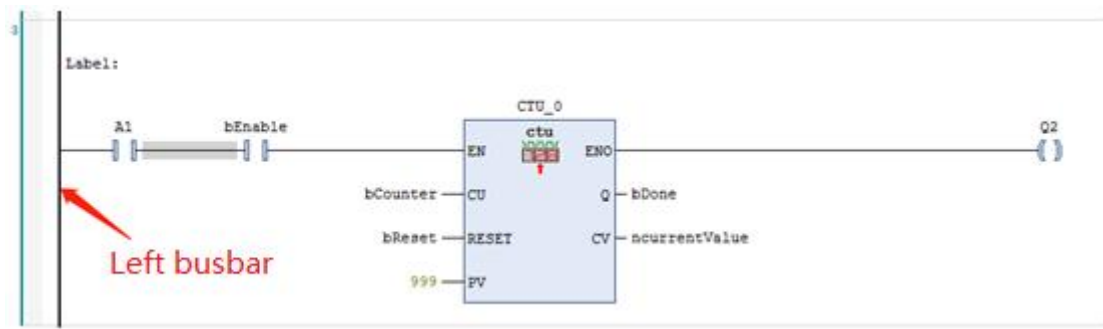 3
Label:
CTU_0
A1 bEnable ctu Q2
EN ENO
bCounter CU Q bDone
bReset RESET CV ncurrentValue
Left busbar
999 PV